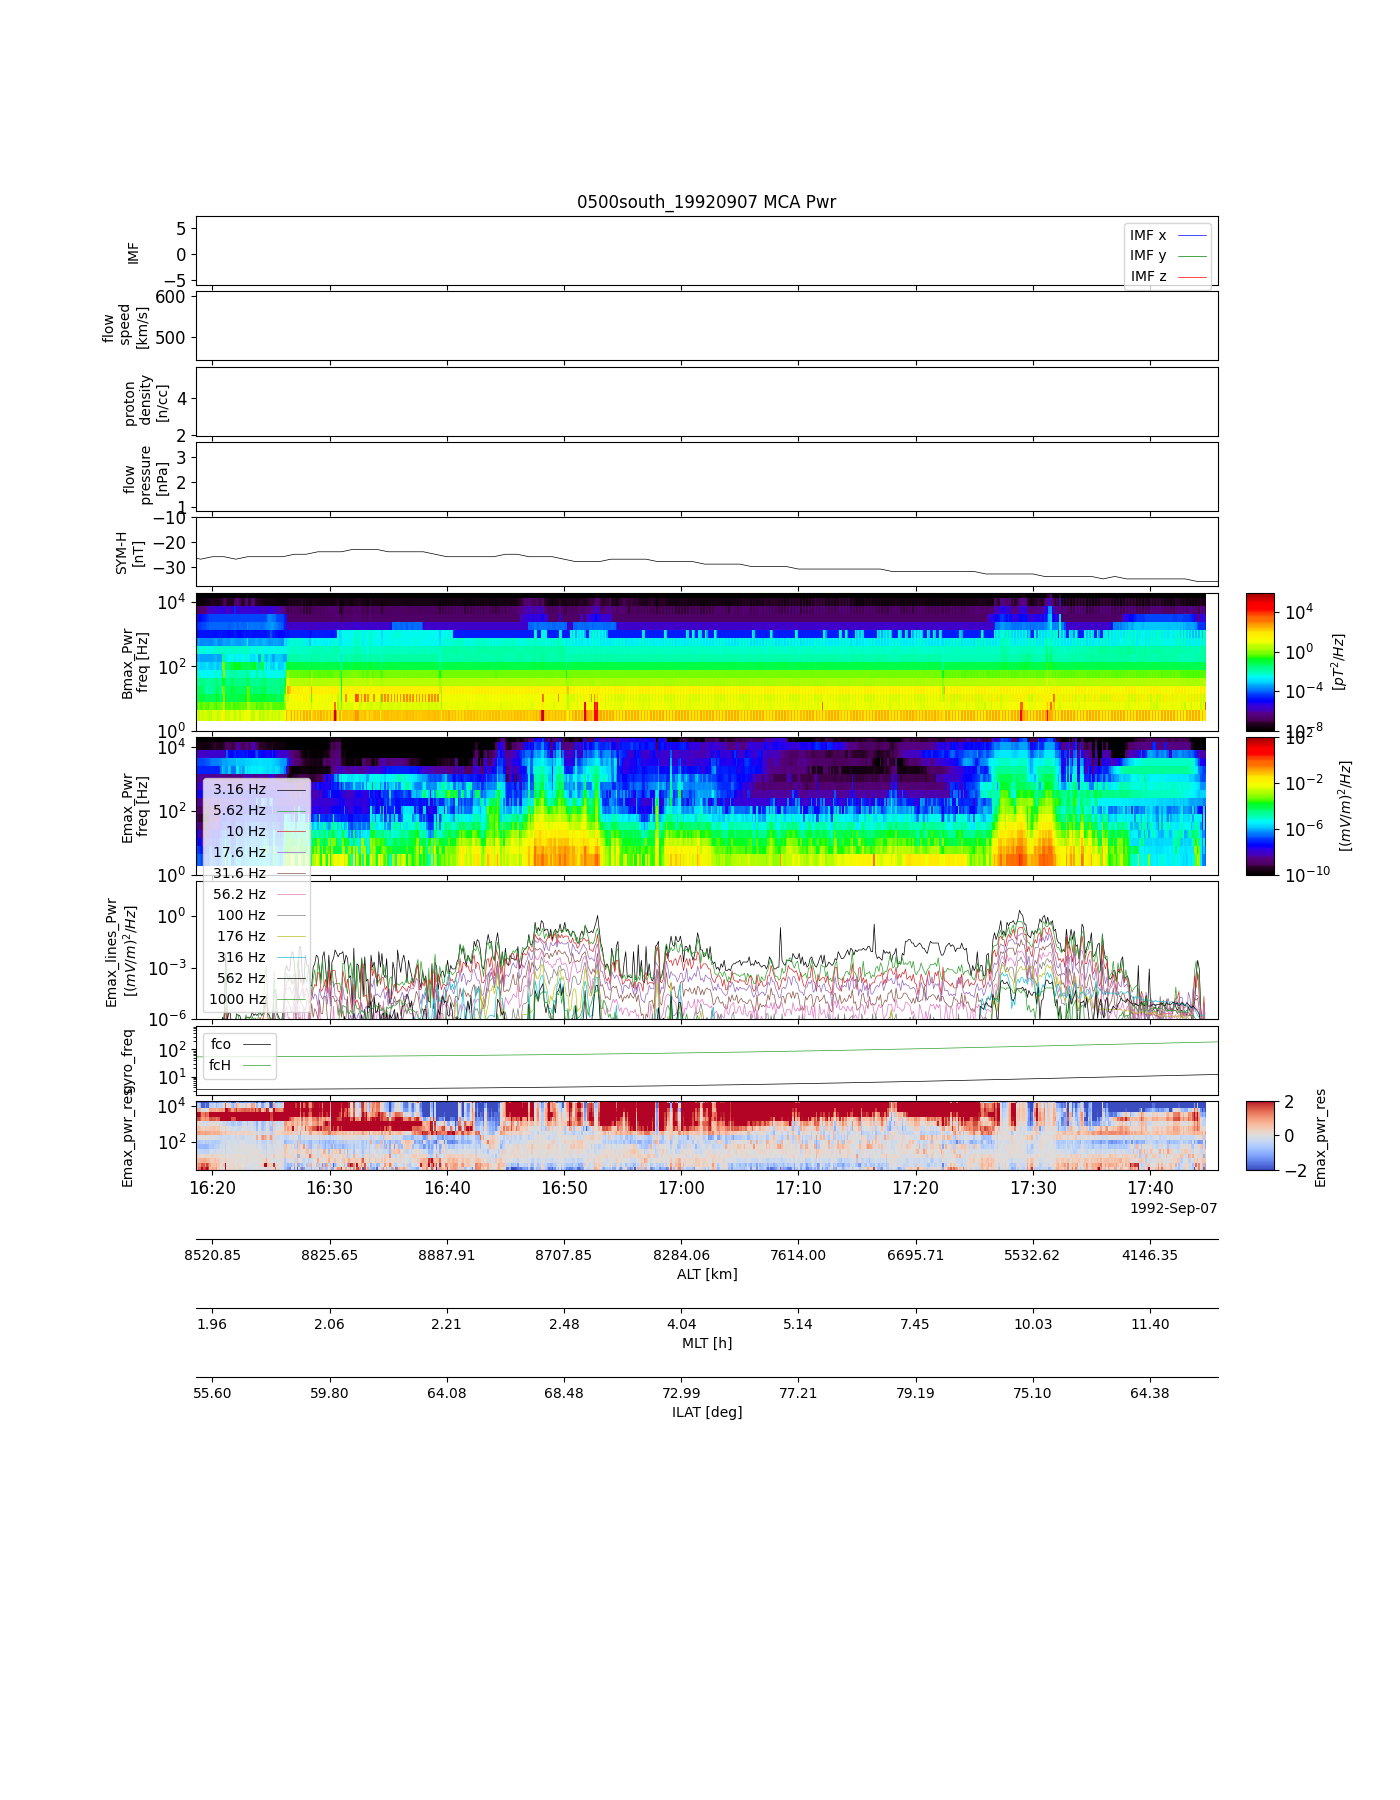 0500south_19920907 MCA Pwr
IMF
5
0
−5
IMF x
IMF y
IMF z
flow
speed
[km/s]
600
500
proton
density
[n/cc]
4
2
flow
pressure
[nPa]
3
2
1
SYM-H
[nT]
−10
−20
−30
Bmax_Pwr
freq [Hz]
10^4
10^2
10^0
10^4
10^0
10^−4
10^−8
[pT^2/Hz]
Emax_Pwr
freq [Hz]
10^4
10^2
10^0
10^2
10^−2
10^−6
10^−10
[(mV/m)^2/Hz]
3.16 Hz
5.62 Hz
10 Hz
17.6 Hz
31.6 Hz
56.2 Hz
100 Hz
176 Hz
316 Hz
562 Hz
1000 Hz
Emax_lines_Pwr
[(mV/m)^2/Hz]
10^0
10^−3
10^−6
gyro_freq
10^2
10^1
fco
fcH
Emax_pwr_res
10^4
10^2
2
0
−2
Emax_pwr_res
16:20 16:30 16:40 16:50 17:00 17:10 17:20 17:30 17:40
1992-Sep-07
8520.85 8825.65 8887.91 8707.85 8284.06 7614.00 6695.71 5532.62 4146.35
ALT [km]
1.96 2.06 2.21 2.48 4.04 5.14 7.45 10.03 11.40
MLT [h]
55.60 59.80 64.08 68.48 72.99 77.21 79.19 75.10 64.38
ILAT [deg]